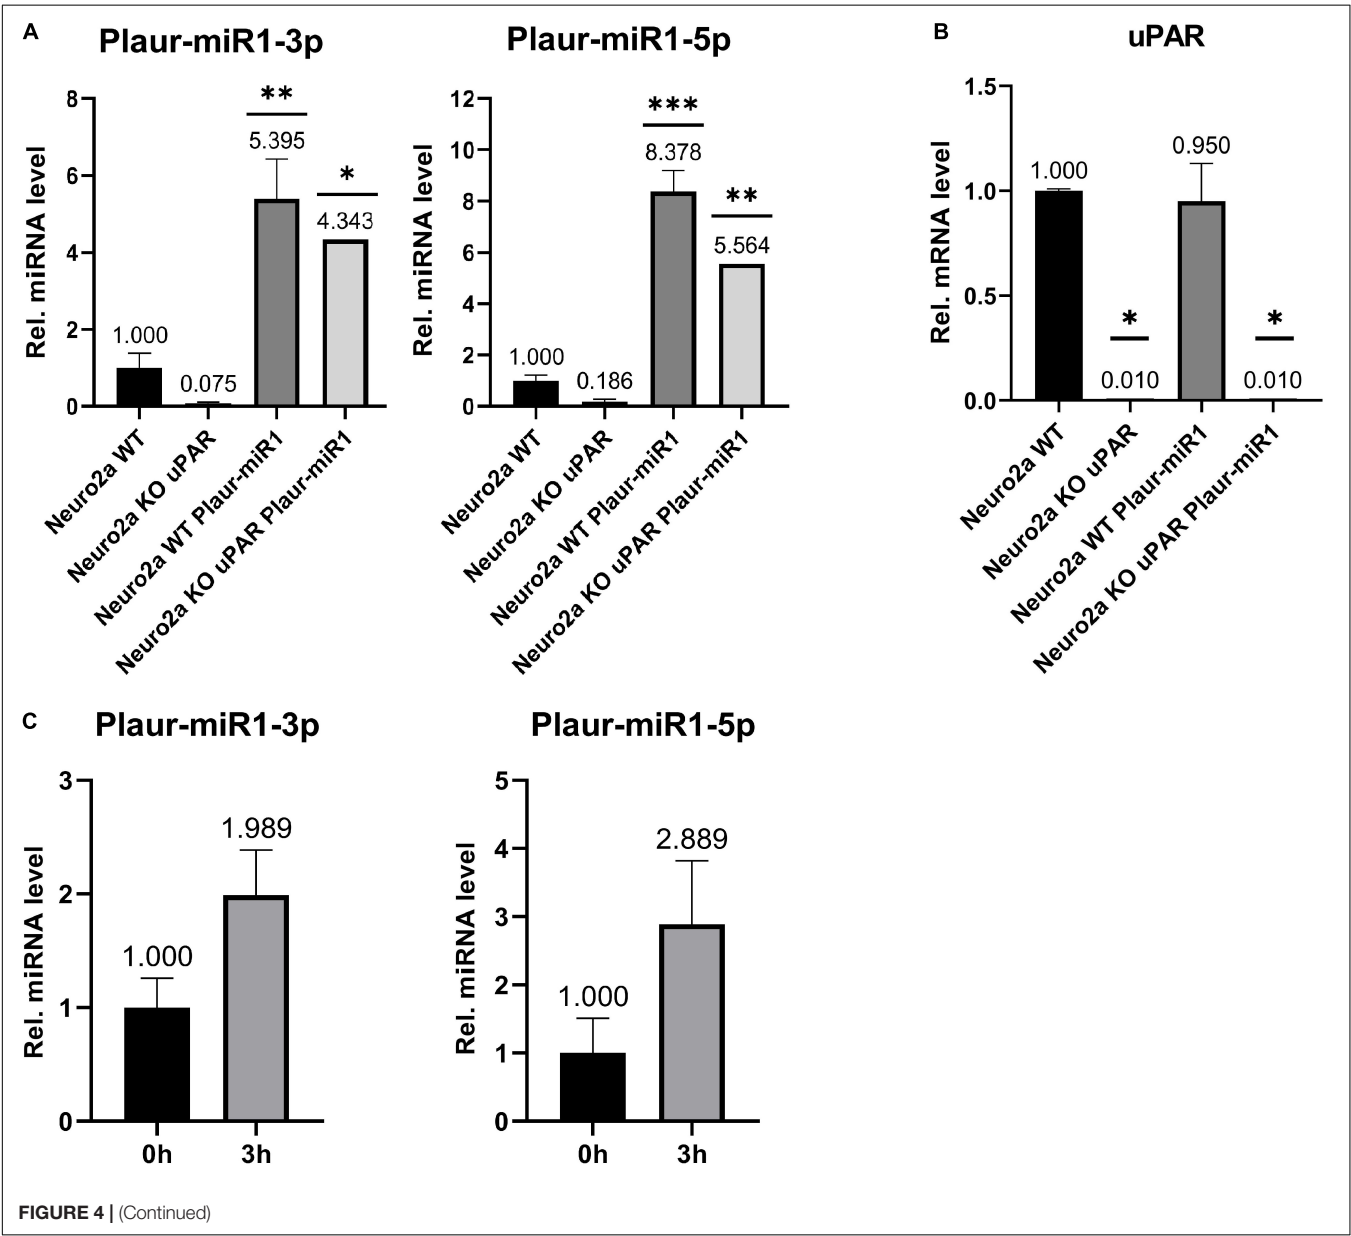 A
Plaur-miR1-3p
Rel. miRNA level
8
6
4
2
0
1.000
0.075
**
5.395
*
4.343
Neuro2a WT
Neuro2a KO uPAR
Neuro2a WT Plaur-miR1
Neuro2a KO uPAR Plaur-miR1
Plaur-miR1-5p
Rel. miRNA level
12
10
8
6
4
2
0
1.000
0.186
***
8.378
**
5.564
Neuro2a WT
Neuro2a KO uPAR
Neuro2a WT Plaur-miR1
Neuro2a KO uPAR Plaur-miR1
B
uPAR
Rel. mRNA level
1.5
1.0
0.5
0.0
1.000
*
0.010
0.950
*
0.010
Neuro2a WT
Neuro2a KO uPAR
Neuro2a WT Plaur-miR1
Neuro2a KO uPAR Plaur-miR1
C
Plaur-miR1-3p
Rel. miRNA level
3
2
1
0
1.000
1.989
0h
3h
Plaur-miR1-5p
Rel. miRNA level
5
4
3
2
1
0
1.000
2.889
0h
3h
FIGURE 4 | (Continued)